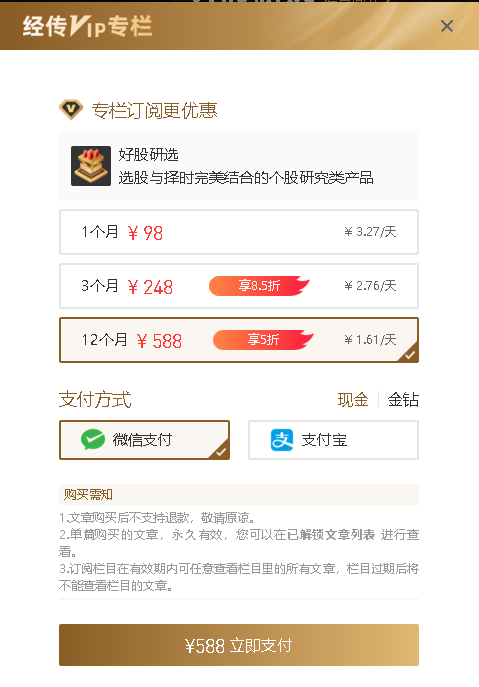 经传VIP专栏
专栏订阅更优惠
好股研选
选股与择时完美结合的个股研究类产品
1个月 ¥ 98 ¥ 3.27/天
3个月 ¥ 248 享8.5折 ¥ 2.76/天
12个月 ¥ 588 享5折 ¥ 1.61/天
支付方式 现金 金钻
微信支付 支付宝
购买需知
1.文章购买后不支持退款，敬请原谅。
2.单篇购买的文章，永久有效，您可以在已解锁文章列表 进行查
看。
3.订阅栏目在有效期内可任意查看栏目里的所有文章，栏目过期后将
不能查看栏目的文章。
¥588 立即支付